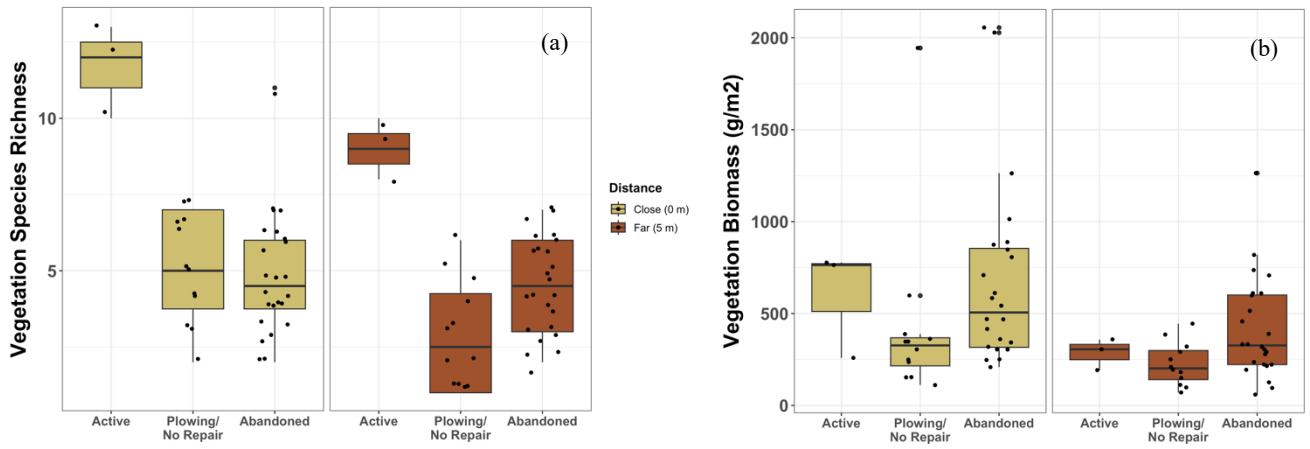 Vegetation Species Richness
10
5
(a)
Active
Plowing/
No Repair
Abandoned
Active
Plowing/
No Repair
Abandoned
Distance
Close (0 m)
Far (5 m)
Vegetation Biomass (g/m2)
2000
1500
1000
500
0
(b)
Active
Plowing/
No Repair
Abandoned
Active
Plowing/
No Repair
Abandoned